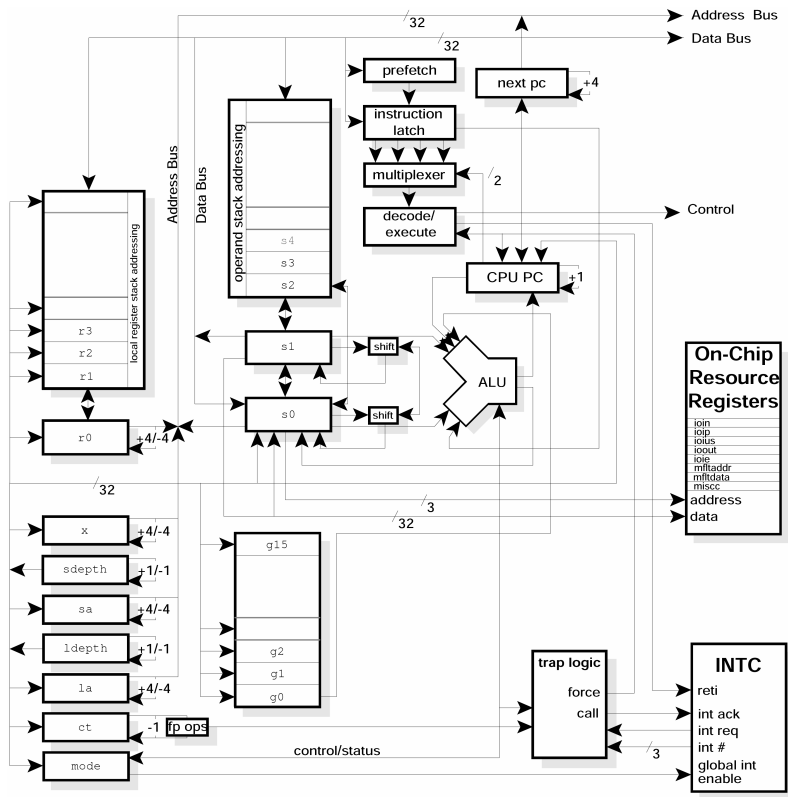 32
Address Bus
32
Data Bus
prefetch
next pc
+4
instruction
latch
operand stack addressing
Address Bus
Data Bus
multiplexer
2
decode/
execute
Control
local register stack addressing
s4
s3
s2
CPU PC
+1
r3
r2
r1
s1
shift
ALU
s0
shift
r0
+4/-4
On-Chip
Resource
Registers
ioin
ioip
ioius
ioout
ioie
mfltaddr
mfltdata
miscc
address
data
32
3
32
x
+4/-4
sdepth
+1/-1
sa
+4/-4
ldepth
+1/-1
la
+4/-4
ct
-1
fp ops
mode
g15
g2
g1
g0
control/status
trap logic
force
call
3
INTC
reti
int ack
int req
int #
global int
enable